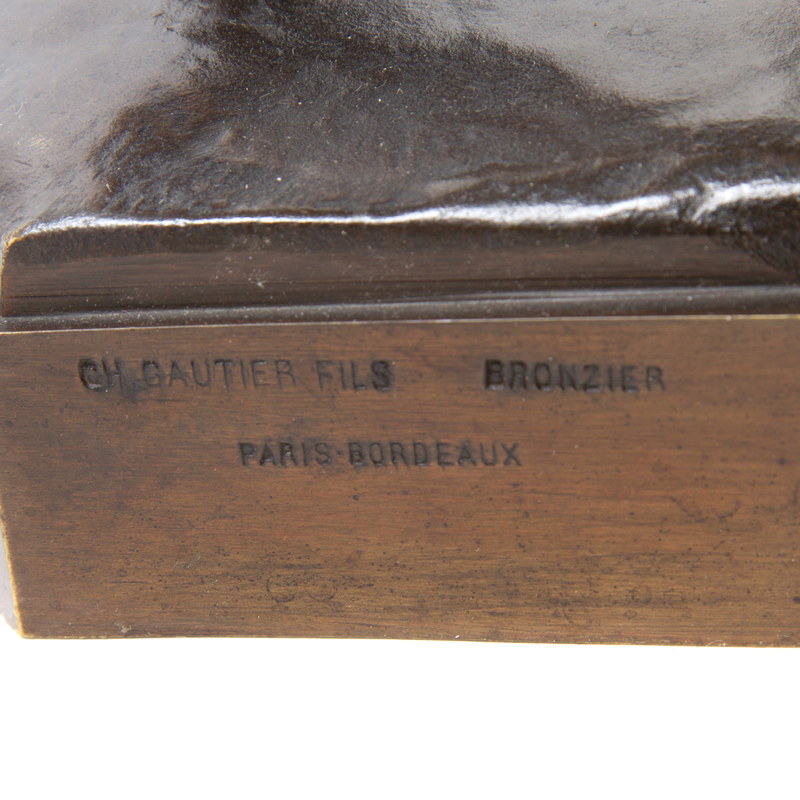 CH. GAUTIER FILS BRONZIER
PARIS-BORDEAUX